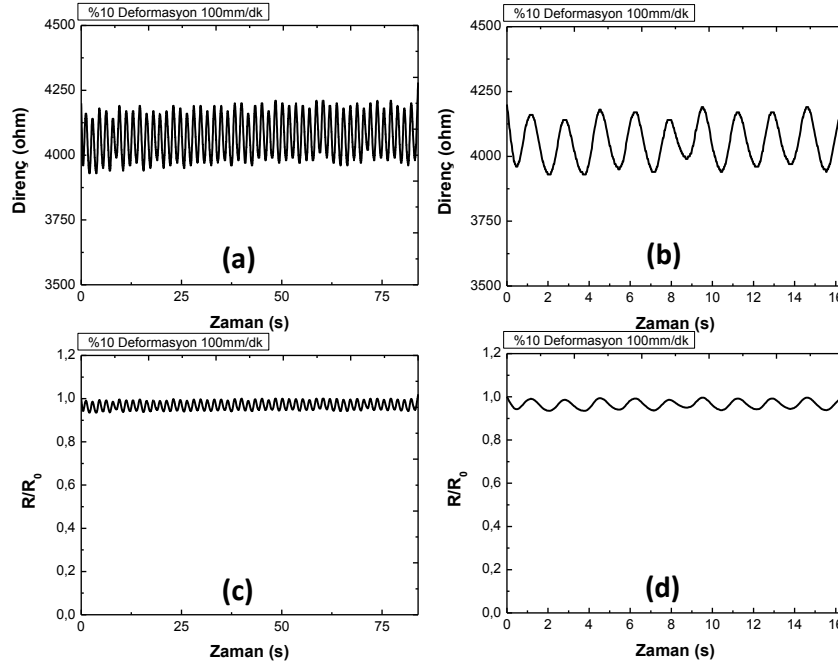 %10 Deformasyon 100mm/dk
4500
4250
4000
3750
3500
Direnç (ohm)
(a)
0 25 50 75
Zaman (s)
%10 Deformasyon 100mm/dk
4500
4250
4000
3750
3500
Direnç (ohm)
(b)
0 2 4 6 8 10 12 14 16
Zaman (s)
%10 Deformasyon 100mm/dk
1,2
1,0
0,8
0,6
0,4
0,2
0,0
R/R0
(c)
0 25 50 75
Zaman (s)
%10 Deformasyon 100mm/dk
1,2
1,0
0,8
0,6
0,4
0,2
0,0
R/R0
(d)
0 2 4 6 8 10 12 14 16
Zaman (s)